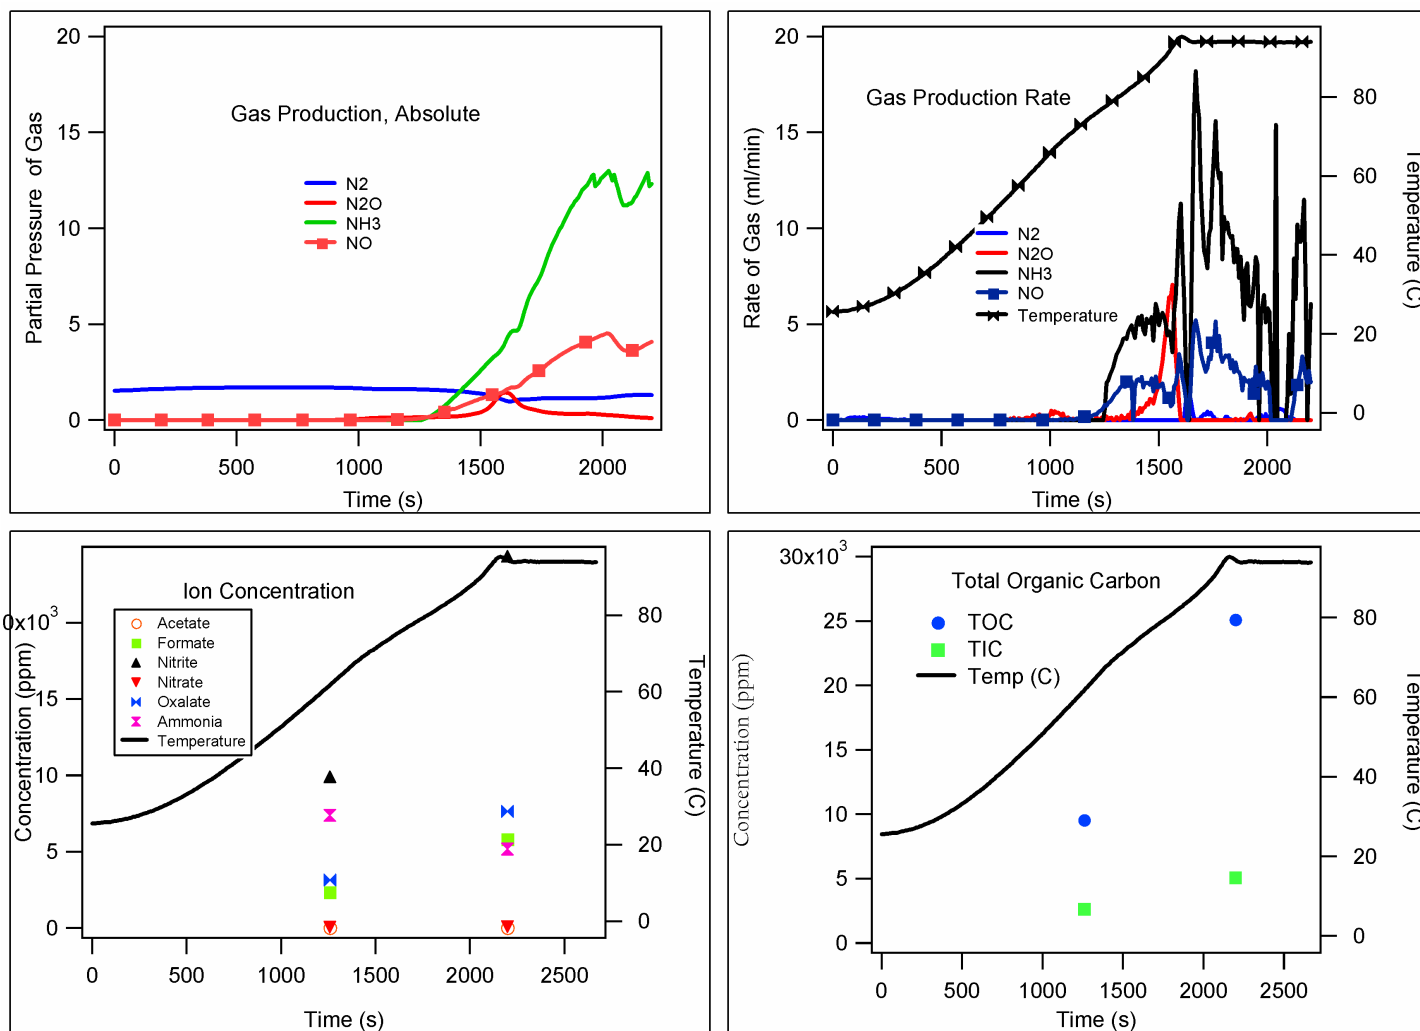 Gas Production, Absolute
Partial Pressure of Gas
20
15
10
5
0
N2
N2O
NH3
NO
0 500 1000 1500 2000
Time (s)
Gas Production Rate
Rate of Gas (ml/min)
20
15
10
5
0
N2
N2O
NH3
NO
Temperature
80
60
40
20
0
Temperature (C)
0 500 1000 1500 2000
Time (s)
Ion Concentration
Concentration (ppm)
0x10³
15
10
5
0
Acetate
Formate
Nitrite
Nitrate
Oxalate
Ammonia
Temperature
80
60
40
20
0
Temperature (C)
0 500 1000 1500 2000 2500
Time (s)
Total Organic Carbon
Concentration (ppm)
30x10³
25
20
15
10
5
0
TOC
TIC
Temp (C)
80
60
40
20
0
Temperature (C)
0 500 1000 1500 2000 2500
Time (s)